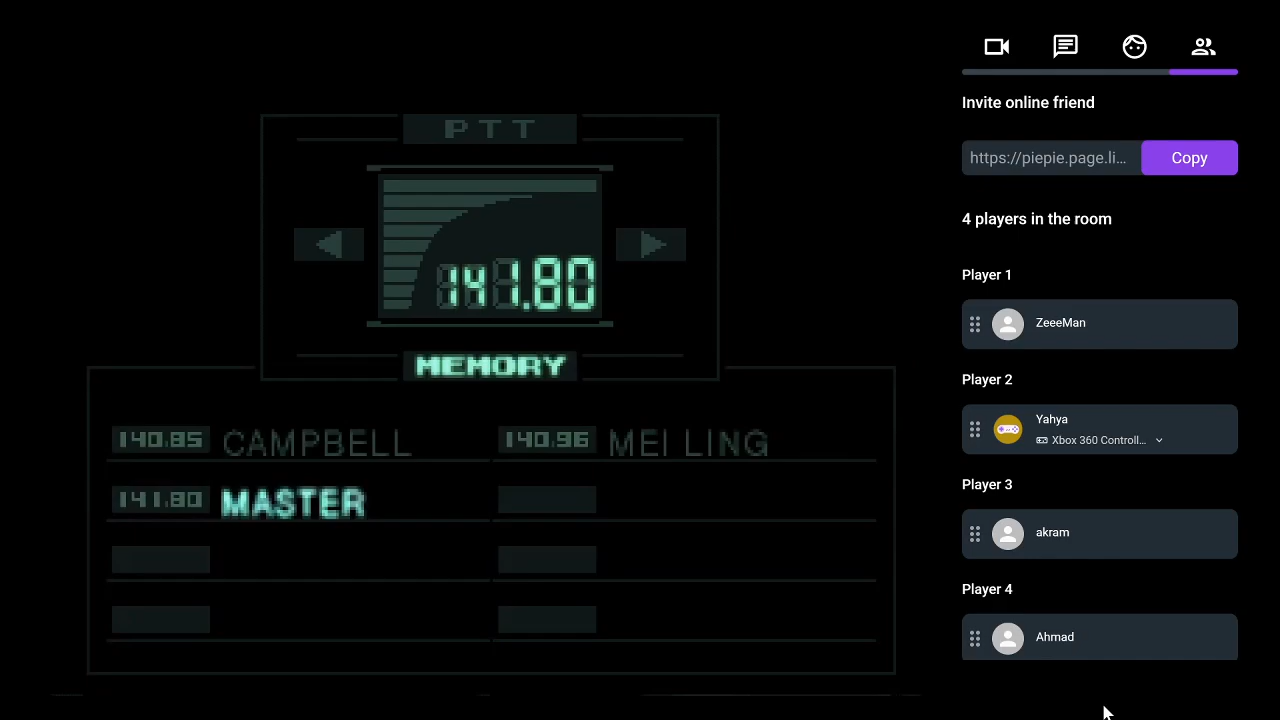 PTT
141.80
MEMORY
140.85 CAMPBELL 140.96 MEI LING
141.80 MASTER
Invite online friend
https://piepie.page.li... Copy
4 players in the room
Player 1
ZeeeMan
Player 2
Yahya
Xbox 360 Controll...
Player 3
akram
Player 4
Ahmad